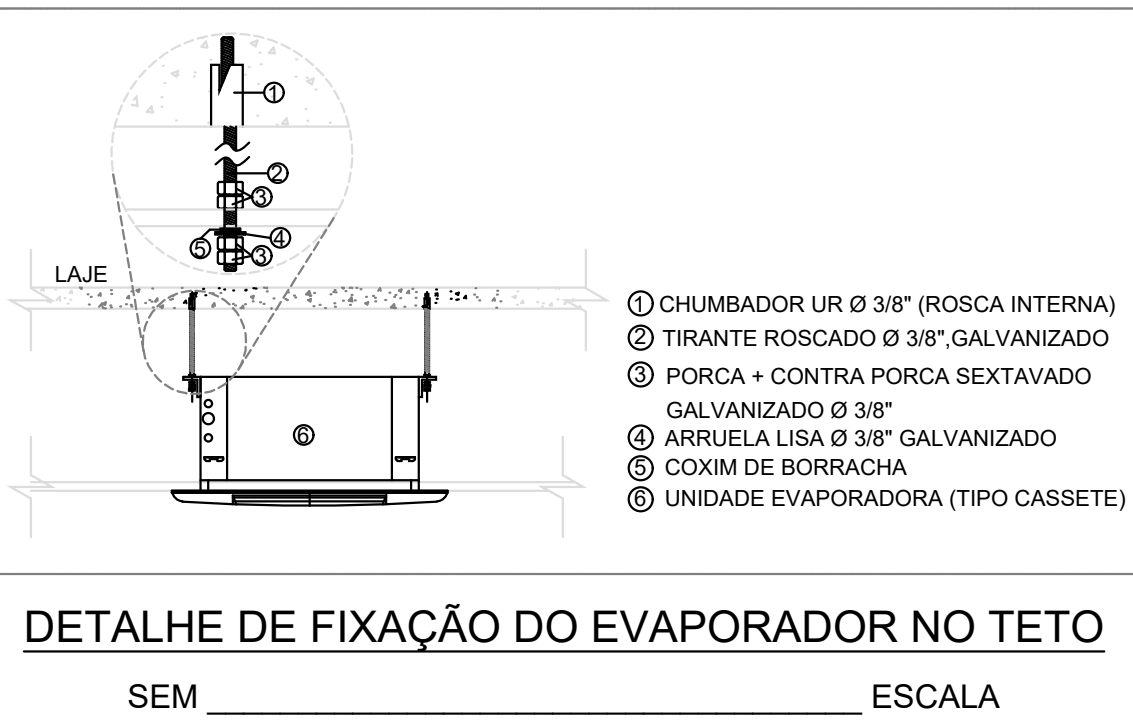 ①
②
③
⑤ ④
③
LAJE
⑥
① CHUMBADOR UR Ø 3/8" (ROSCA INTERNA)
② TIRANTE ROSCADO Ø 3/8",GALVANIZADO
③ PORCA + CONTRA PORCA SEXTAVADO
GALVANIZADO Ø 3/8"
④ ARRUELA LISA Ø 3/8" GALVANIZADO
⑤ COXIM DE BORRACHA
⑥ UNIDADE EVAPORADORA (TIPO CASSETE)
DETALHE DE FIXAÇÃO DO EVAPORADOR NO TETO
SEM ____________________________________ ESCALA